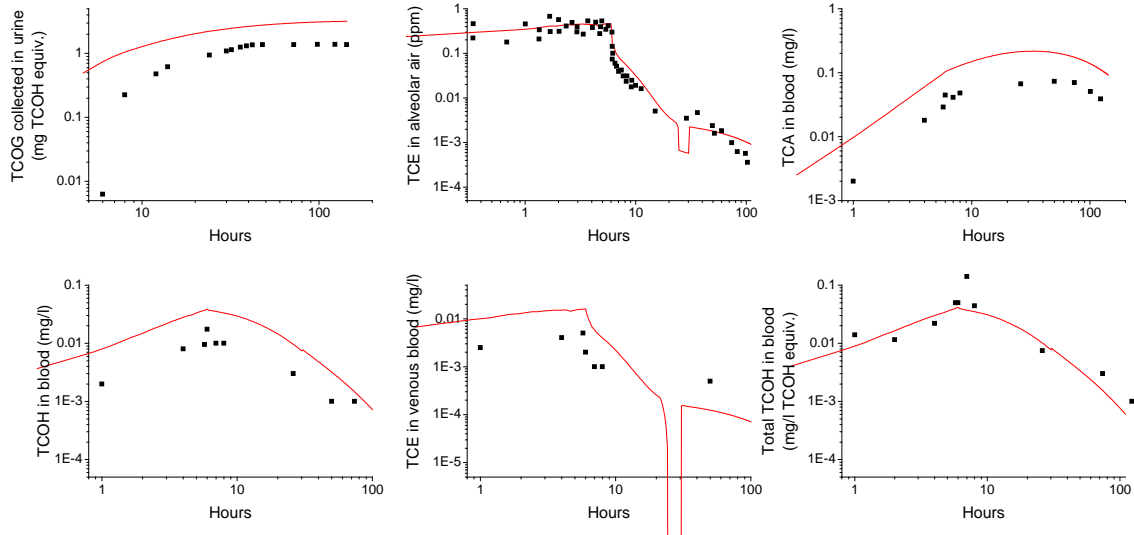 TCOG collected in urine
(mg TCOH equiv.)
1
0.1
0.01
10
100
Hours
TCE in alveolar air (ppm)
1
0.1
0.01
1E-3
1E-4
1
10
100
Hours
TCA in blood (mg/l)
1
0.1
0.01
1E-3
1
10
100
Hours
TCOH in blood (mg/l)
0.1
0.01
1E-3
1E-4
1
10
100
Hours
TCE in venous blood (mg/l)
0.01
1E-3
1E-4
1E-5
1
10
100
Hours
Total TCOH in blood
(mg/l TCOH equiv.)
0.1
0.01
1E-3
1E-4
1
10
100
Hours